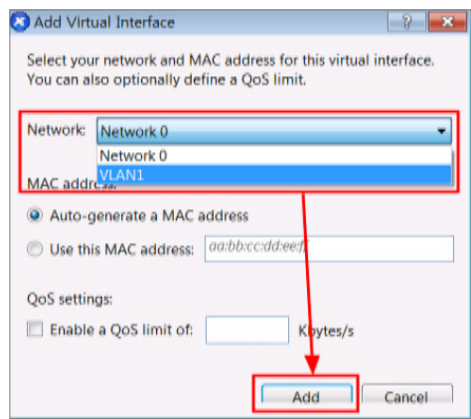 Add Virtual Interface
Select your network and MAC address for this virtual interface.
You can also optionally define a QoS limit.
Network: Network 0
Network 0
VLAN1
MAC address:
Auto-generate a MAC address
Use this MAC address: aa:bb:cc:dd:ee:ff
QoS settings:
Enable a QoS limit of: Kbytes/s
Add Cancel